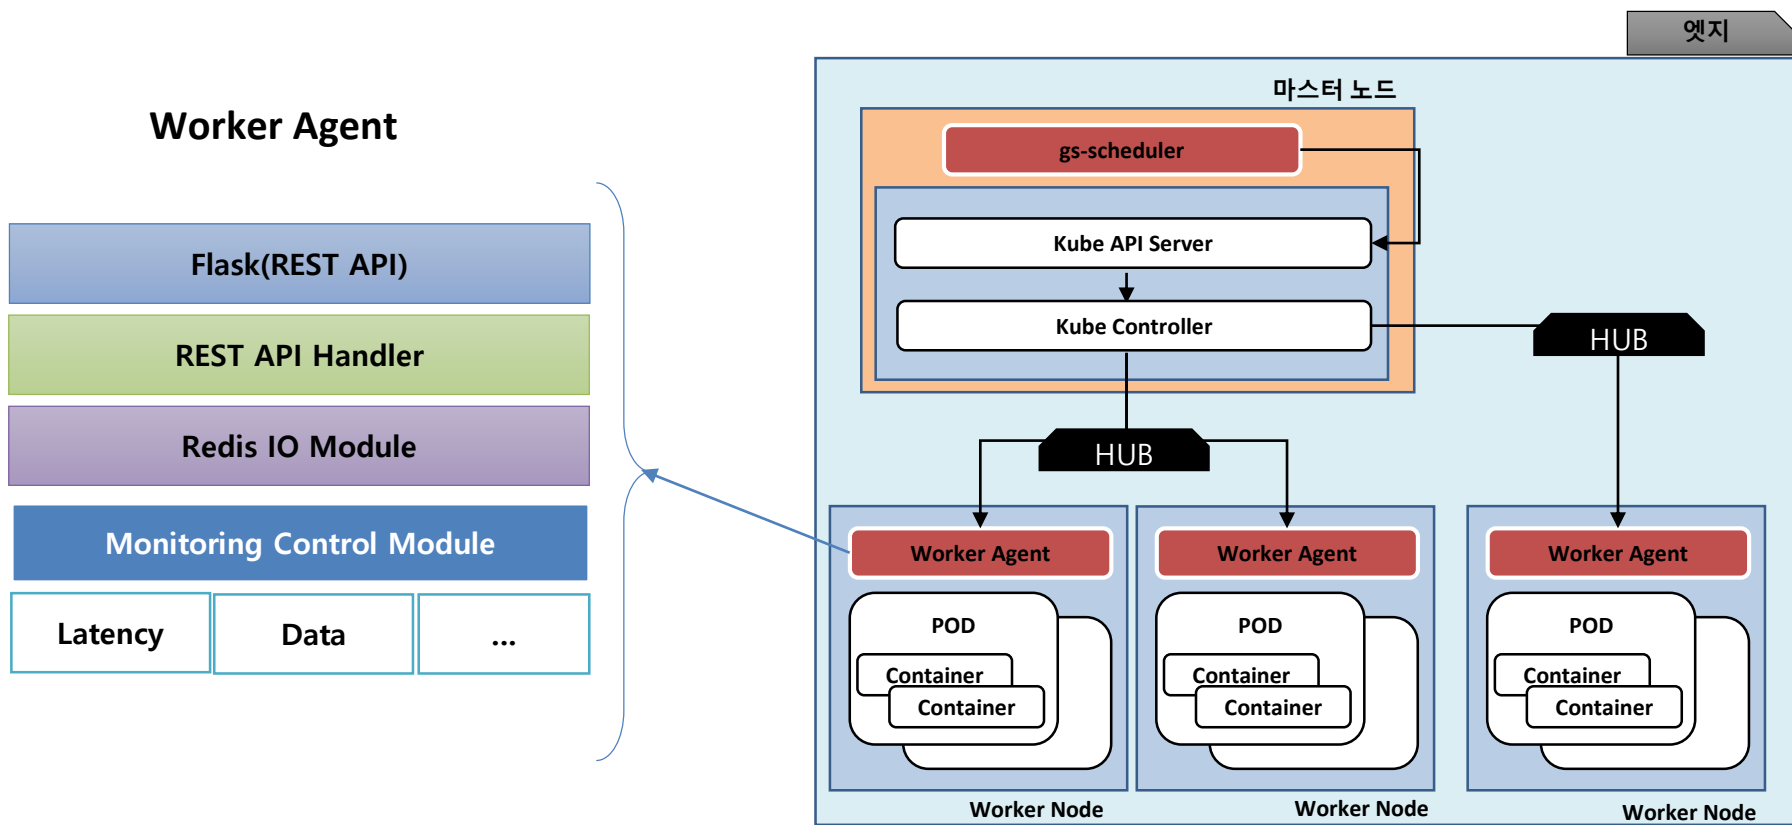 Worker Agent
Flask(REST API)
REST API Handler
Redis IO Module
Monitoring Control Module
Latency
Data
...
엣지
마스터 노드
gs-scheduler
Kube API Server
Kube Controller
HUB
HUB
Worker Agent
POD
Container
Container
Worker Node
Worker Agent
POD
Container
Container
Worker Node
Worker Agent
POD
Container
Container
Worker Node